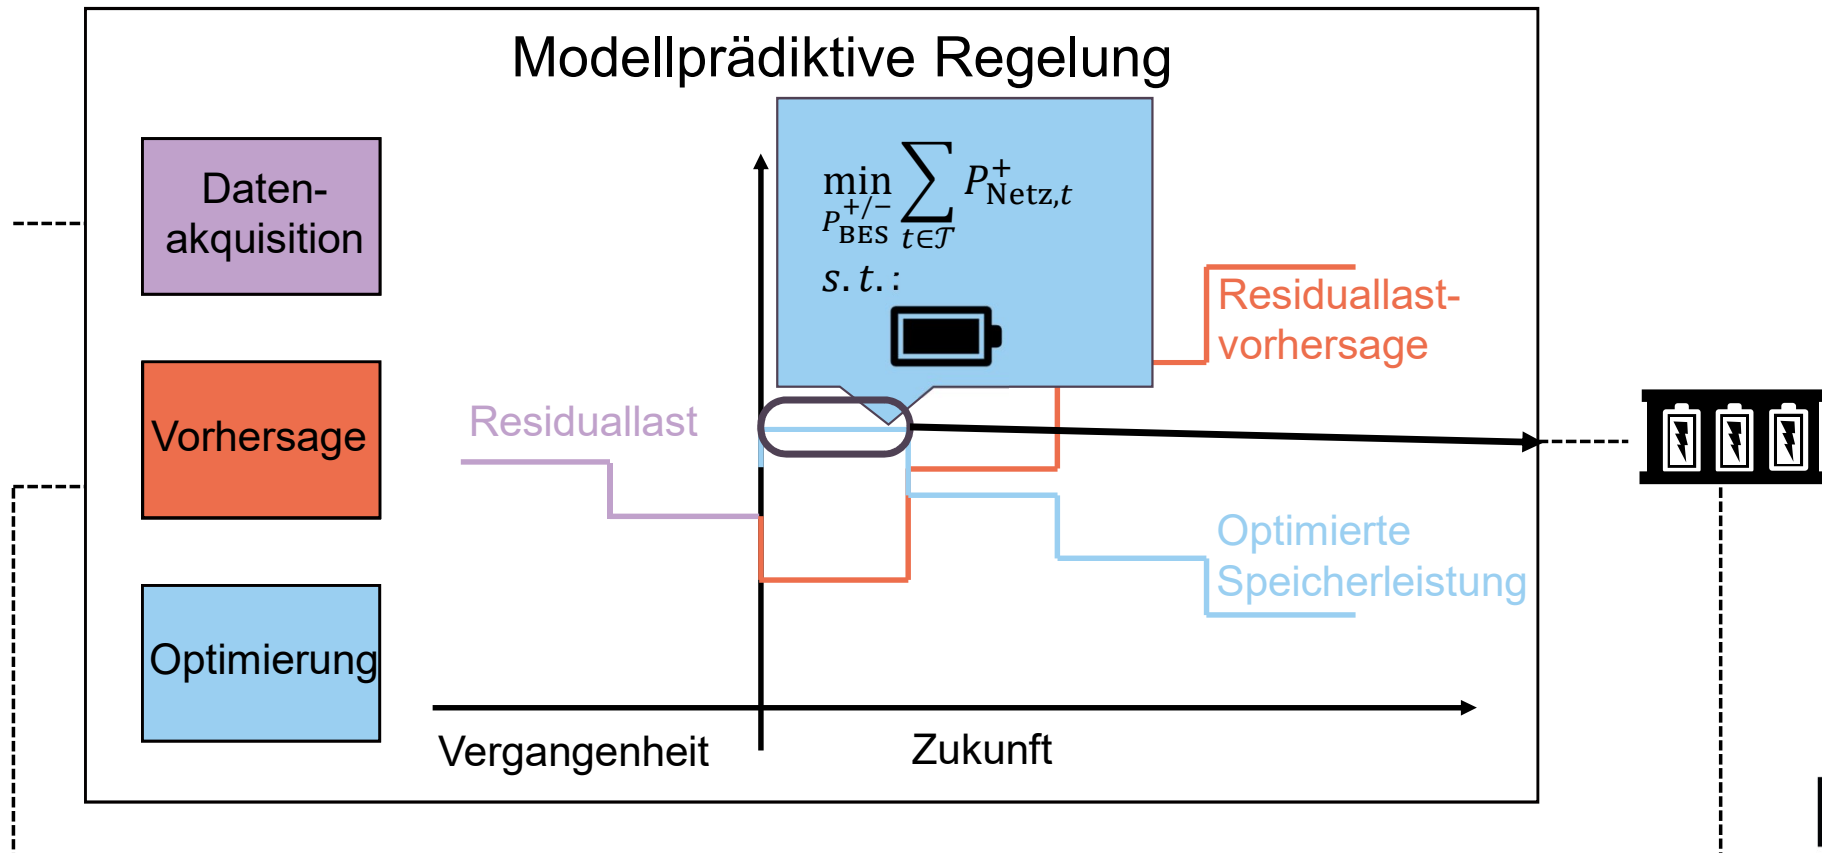 Modellprädiktive Regelung
Daten-
akquisition
Vorhersage
Optimierung
min ∑ P⁺Netz,t
P⁺/⁻BES t∈𝒯
s.t.:
Residuallast-
vorhersage
Residuallast
Optimierte
Speicherleistung
Vergangenheit
Zukunft